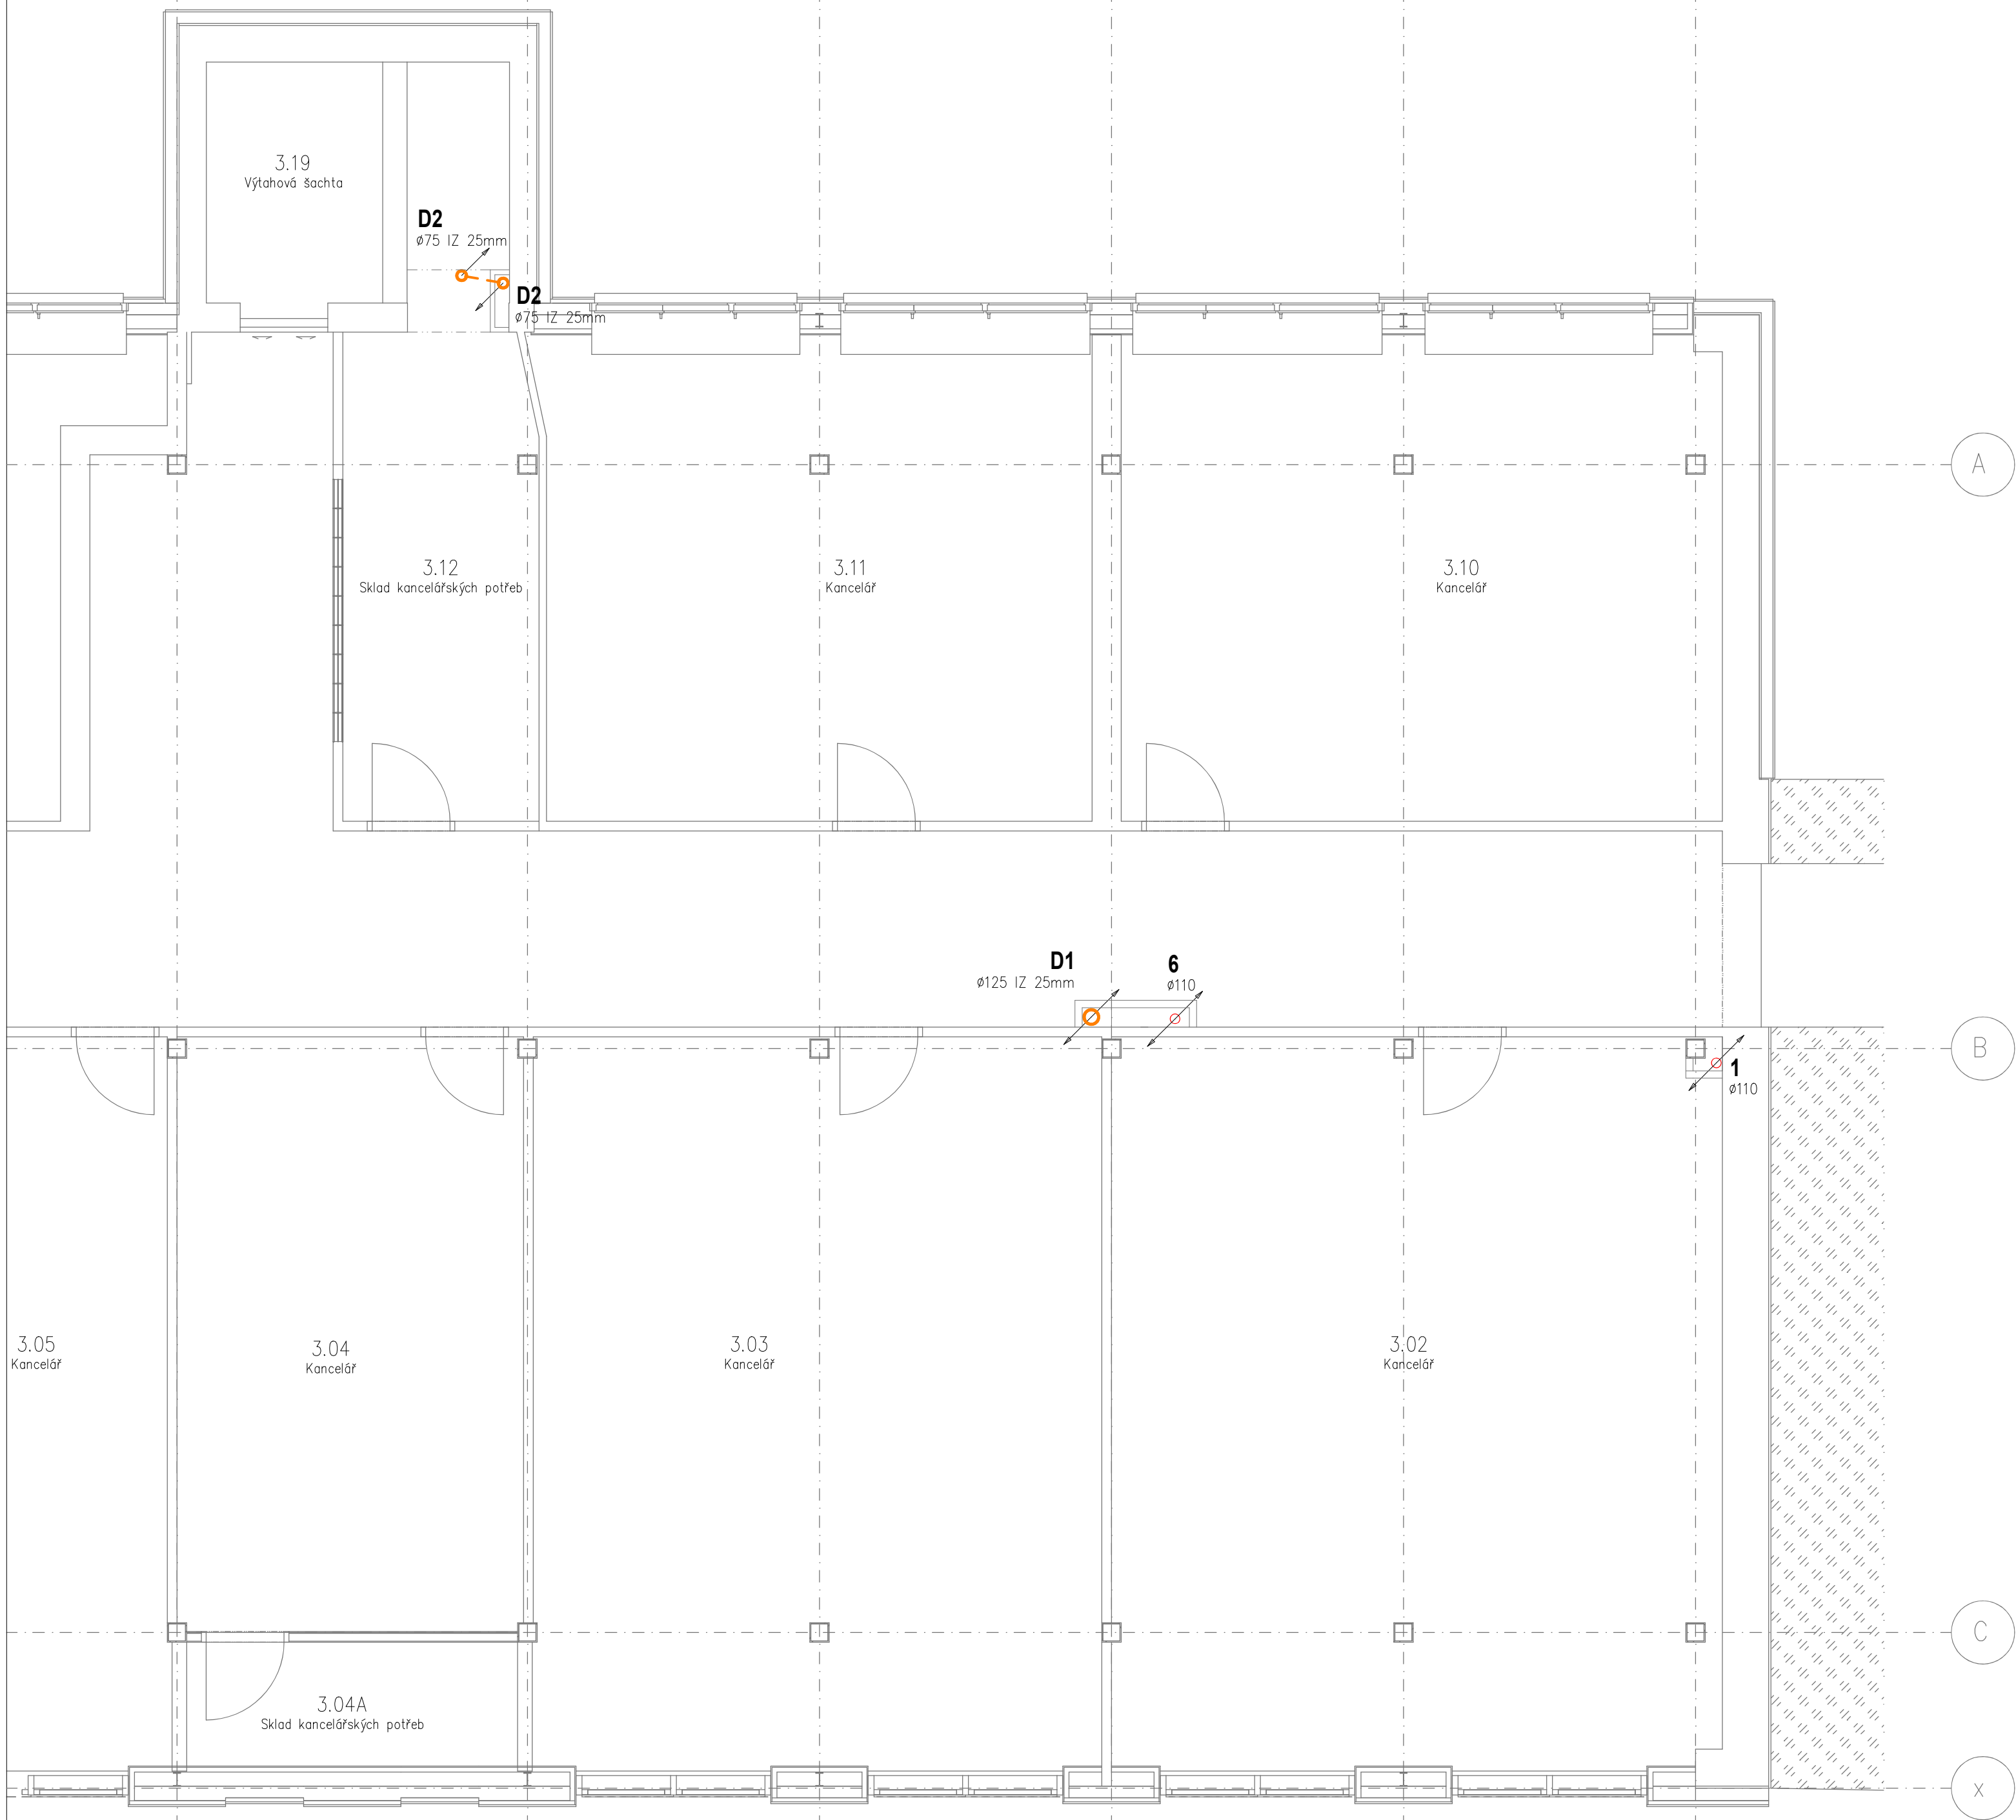 3.19
Výtahová šachta
D2
ø75 IZ 25mm
D2
ø75 IZ 25mm
A
3.12
Sklad kancelářských potřeb
3.11
Kancelář
3.10
Kancelář
D1
ø125 IZ 25mm
6
ø110
B
1
ø110
3.05
Kancelář
3.04
Kancelář
3.03
Kancelář
3.02
Kancelář
C
3.04A
Sklad kancelářských potřeb
X